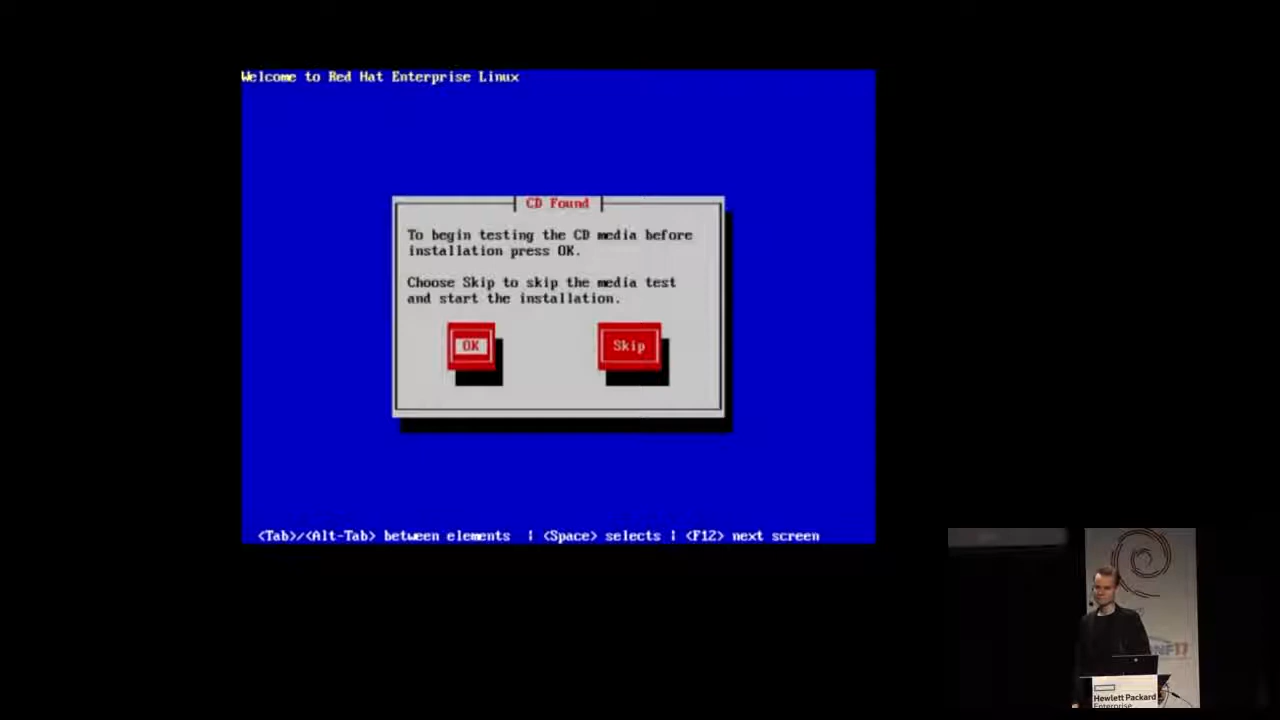 Welcome to Red Hat Enterprise Linux
CD Found
To begin testing the CD media before
installation press OK.
Choose Skip to skip the media test
and start the installation.
OK
Skip
<Tab>/<Alt-Tab> between elements | <Space> selects | <F12> next screen
NF17
Hewlett Packard
Enterprise